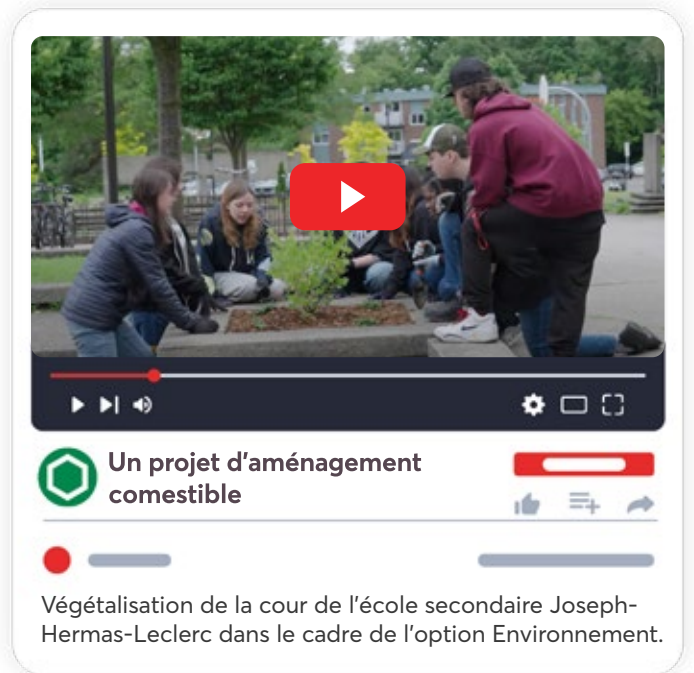 Un projet d'aménagement
comestible
Végétalisation de la cour de l'école secondaire Joseph-
Hermas-Leclerc dans le cadre de l'option Environnement.